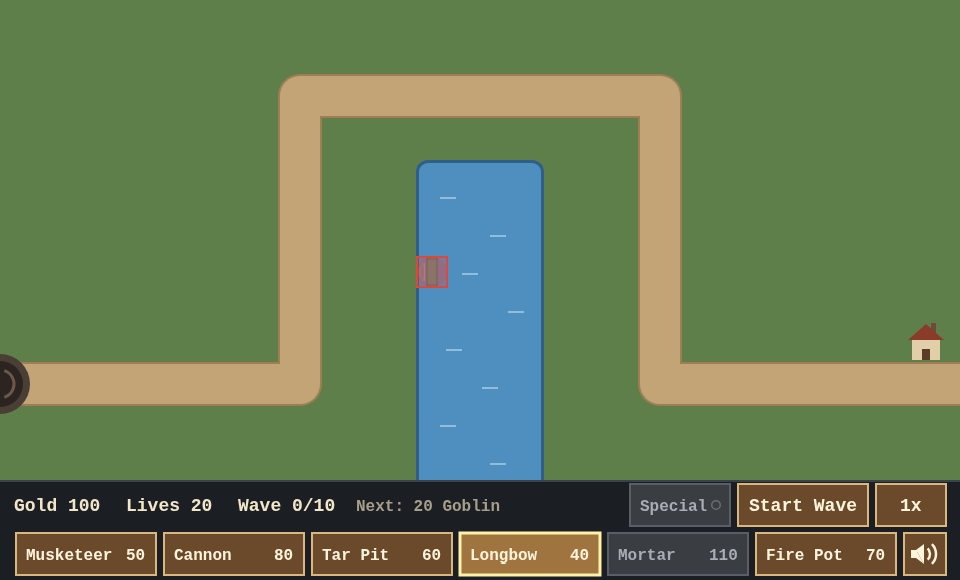 Gold 100 Lives 20 Wave 0/10 Next: 20 Goblin Special Start Wave 1x
Musketeer 50 Cannon 80 Tar Pit 60 Longbow 40 Mortar 110 Fire Pot 70